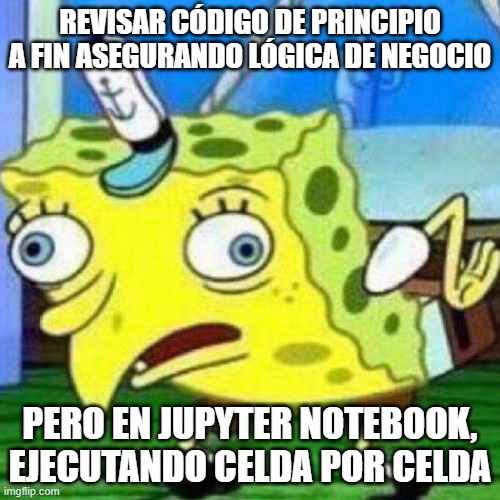 REVISAR CÓDIGO DE PRINCIPIO
A FIN ASEGURANDO LÓGICA DE NEGOCIO
PERO EN JUPYTER NOTEBOOK,
EJECUTANDO CELDA POR CELDA
imgflip.com